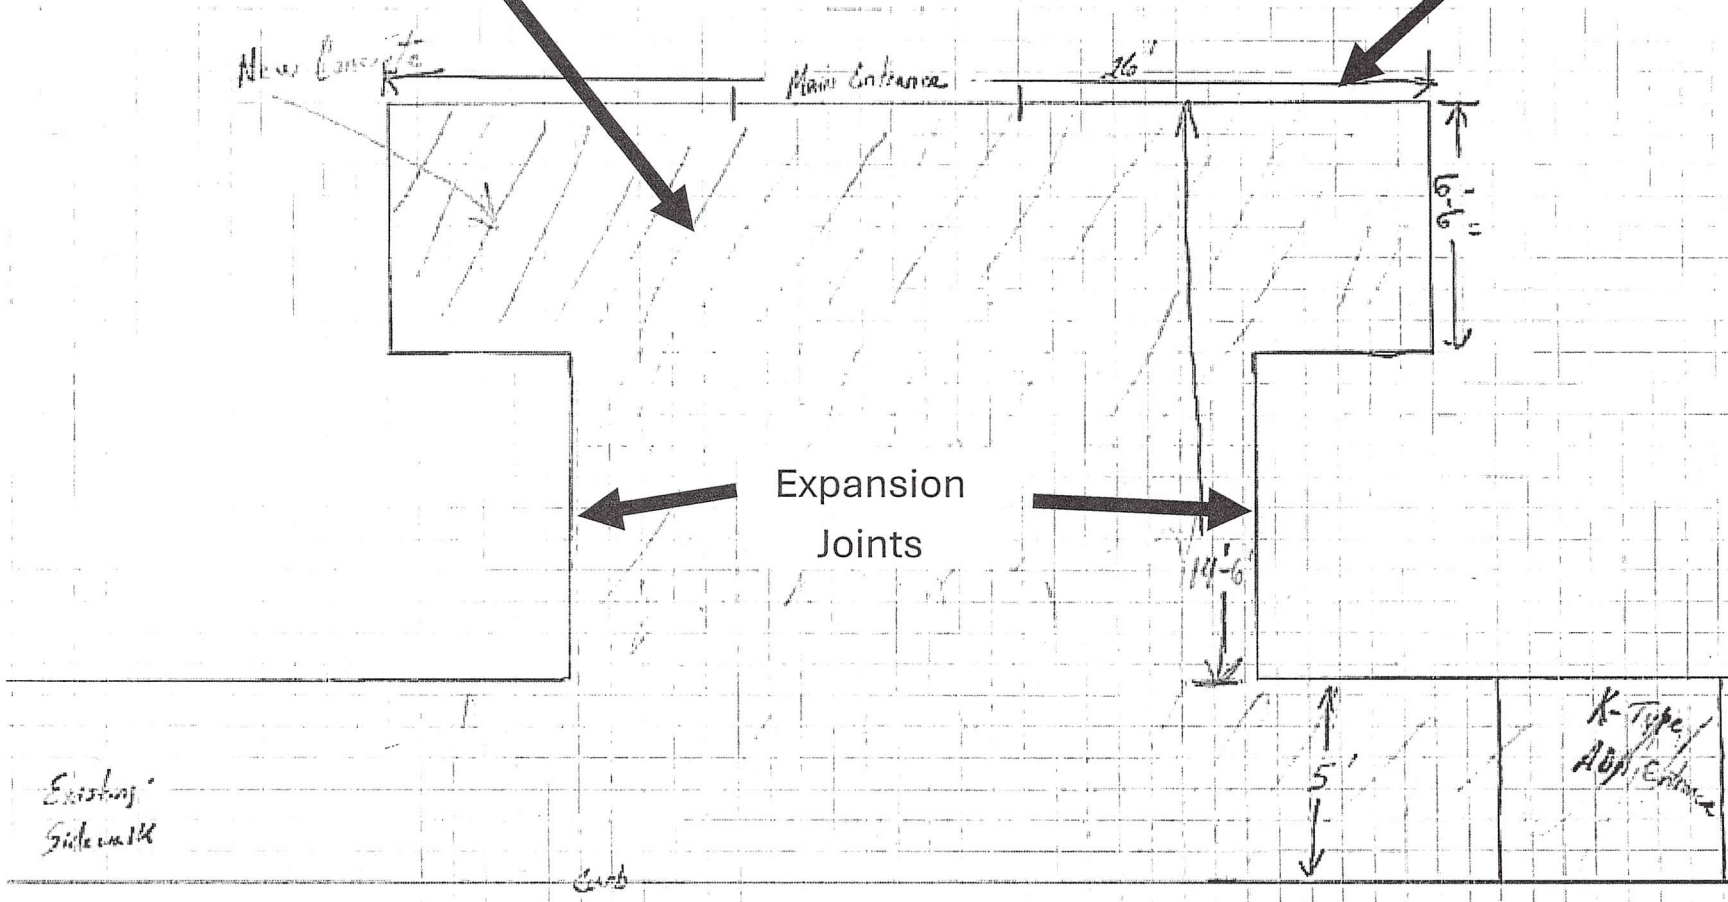 New Concrete
Main Entrance
26'
6'-6"
Expansion
Joints
14'-6"
K-Type
ADA Entrance
5'
Existing
Sidewalk
Curb